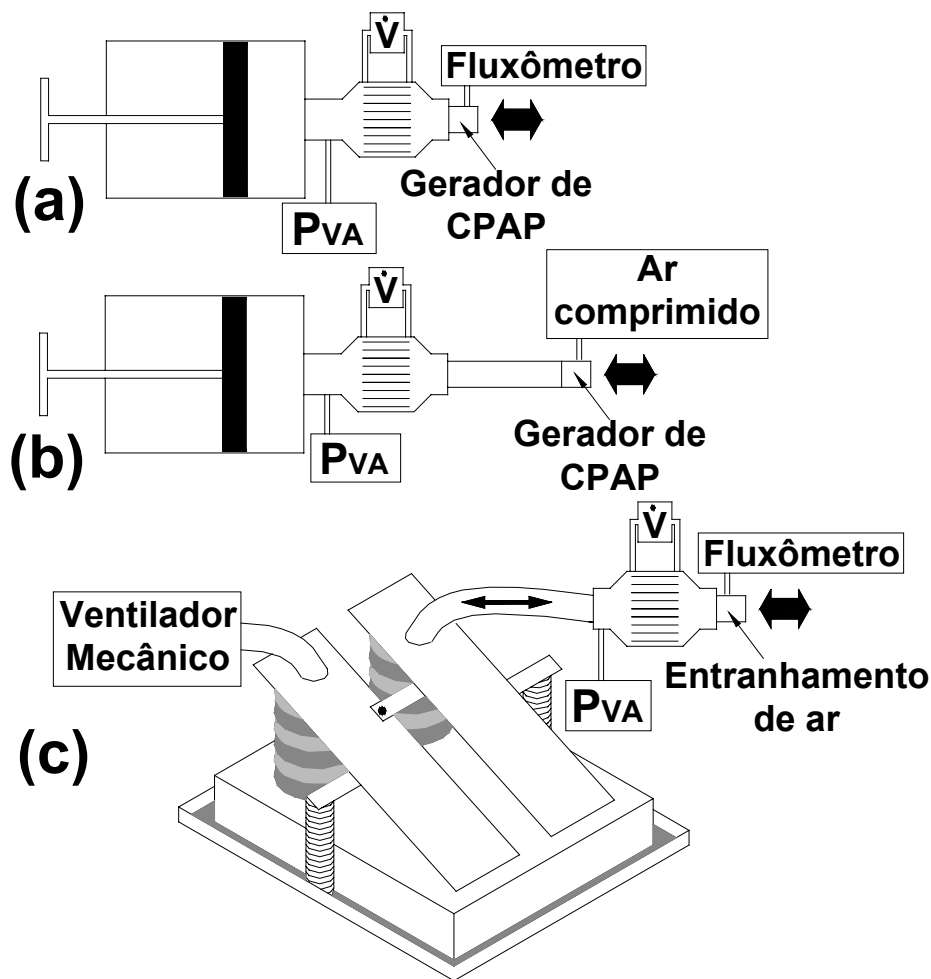 V̇
Fluxômetro
(a)
Gerador de
CPAP
PVA
Ar
comprimido
V̇
(b)
Gerador de
CPAP
PVA
V̇
Fluxômetro
Ventilador
Mecânico
PVA
Entranhamento
de ar
(c)